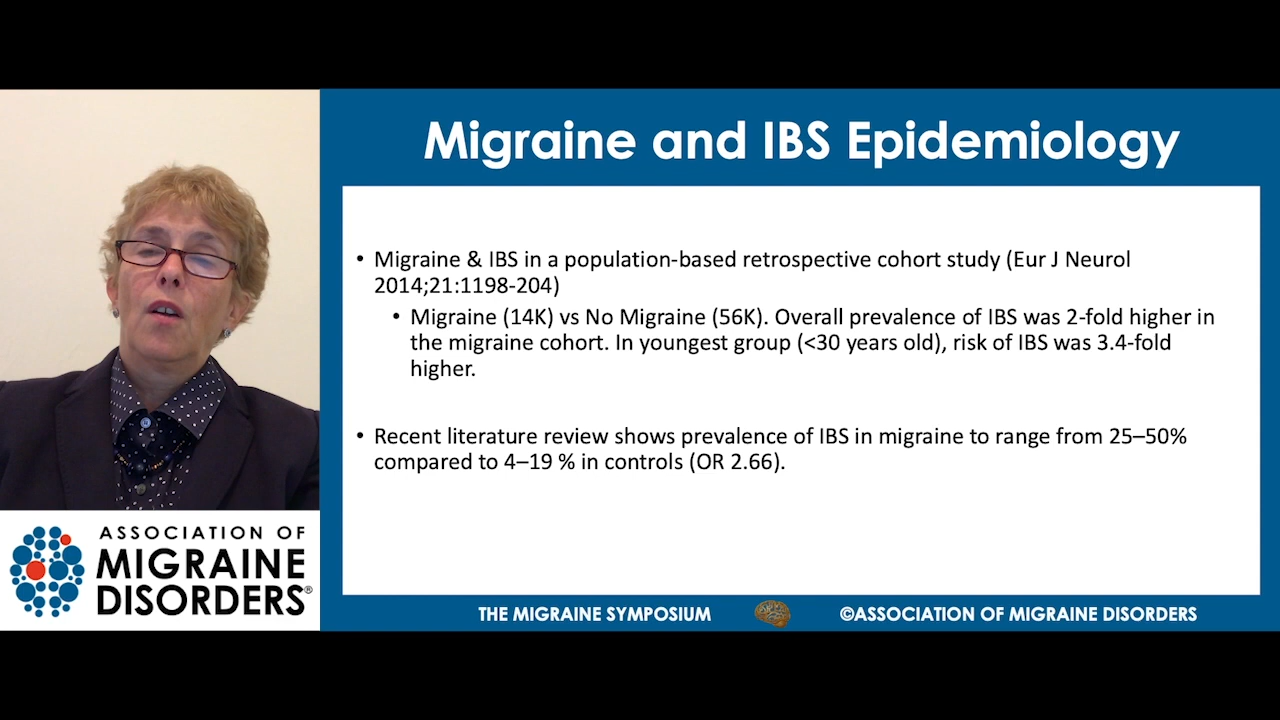 Migraine and IBS Epidemiology
• Migraine & IBS in a population-based retrospective cohort study (Eur J Neurol
2014;21:1198-204)
• Migraine (14K) vs No Migraine (56K). Overall prevalence of IBS was 2-fold higher in
the migraine cohort. In youngest group (<30 years old), risk of IBS was 3.4-fold
higher.
• Recent literature review shows prevalence of IBS in migraine to range from 25–50%
compared to 4–19 % in controls (OR 2.66).
ASSOCIATION OF
MIGRAINE
DISORDERS®
THE MIGRAINE SYMPOSIUM
©ASSOCIATION OF MIGRAINE DISORDERS